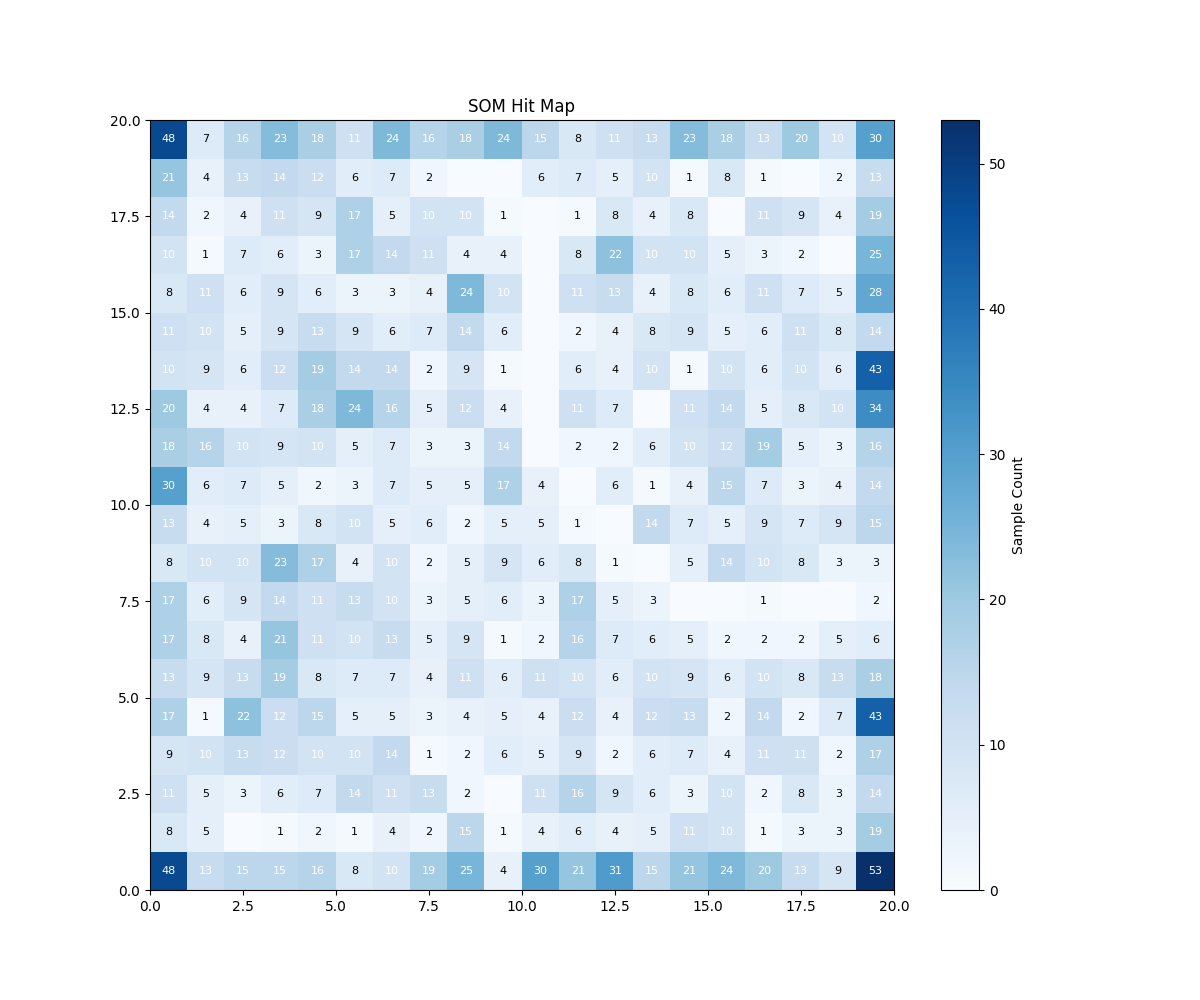 SOM Hit Map
20.0 48 7 16 23 18 11 24 16 18 24 15 8 11 13 23 18 13 20 10 30
21 4 13 14 12 6 7 2 6 7 5 10 1 8 1 2 13
17.5 14 2 4 11 9 17 5 10 10 1 1 8 4 8 11 9 4 19
10 1 7 6 3 17 14 11 4 4 8 22 10 10 5 3 2 25
8 11 6 9 6 3 3 4 24 10 11 13 4 8 6 11 7 5 28
15.0 11 10 5 9 13 9 6 7 14 6 2 4 8 9 5 6 11 8 14
10 9 6 12 19 14 14 2 9 1 6 4 10 1 10 6 10 6 43
12.5 20 4 4 7 18 24 16 5 12 4 11 7 11 14 5 8 10 34
18 16 10 9 10 5 7 3 3 14 2 2 6 10 12 19 5 3 16
30 6 7 5 2 3 7 5 5 17 4 6 1 4 15 7 3 4 14
10.0 13 4 5 3 8 10 5 6 2 5 5 1 14 7 5 9 7 9 15
8 10 10 23 17 4 10 2 5 9 6 8 1 5 14 10 8 3 3
7.5 17 6 9 14 11 13 10 3 5 6 3 17 5 3 1 2
17 8 4 21 11 10 13 5 9 1 2 16 7 6 5 2 2 2 5 6
13 9 13 19 8 7 7 4 11 6 11 10 6 10 9 6 10 8 13 18
5.0 17 1 22 12 15 5 5 3 4 5 4 12 4 12 13 2 14 2 7 43
9 10 13 12 10 10 14 1 2 6 5 9 2 6 7 4 11 11 2 17
2.5 11 5 3 6 7 14 11 13 2 11 16 9 6 3 10 2 8 3 14
8 5 1 2 1 4 2 15 1 4 6 4 5 11 10 1 3 3 19
48 13 15 15 16 8 10 19 25 4 30 21 31 15 21 24 20 13 9 53
0.0
0.0 2.5 5.0 7.5 10.0 12.5 15.0 17.5 20.0
50
40
30
20
10
0
Sample Count